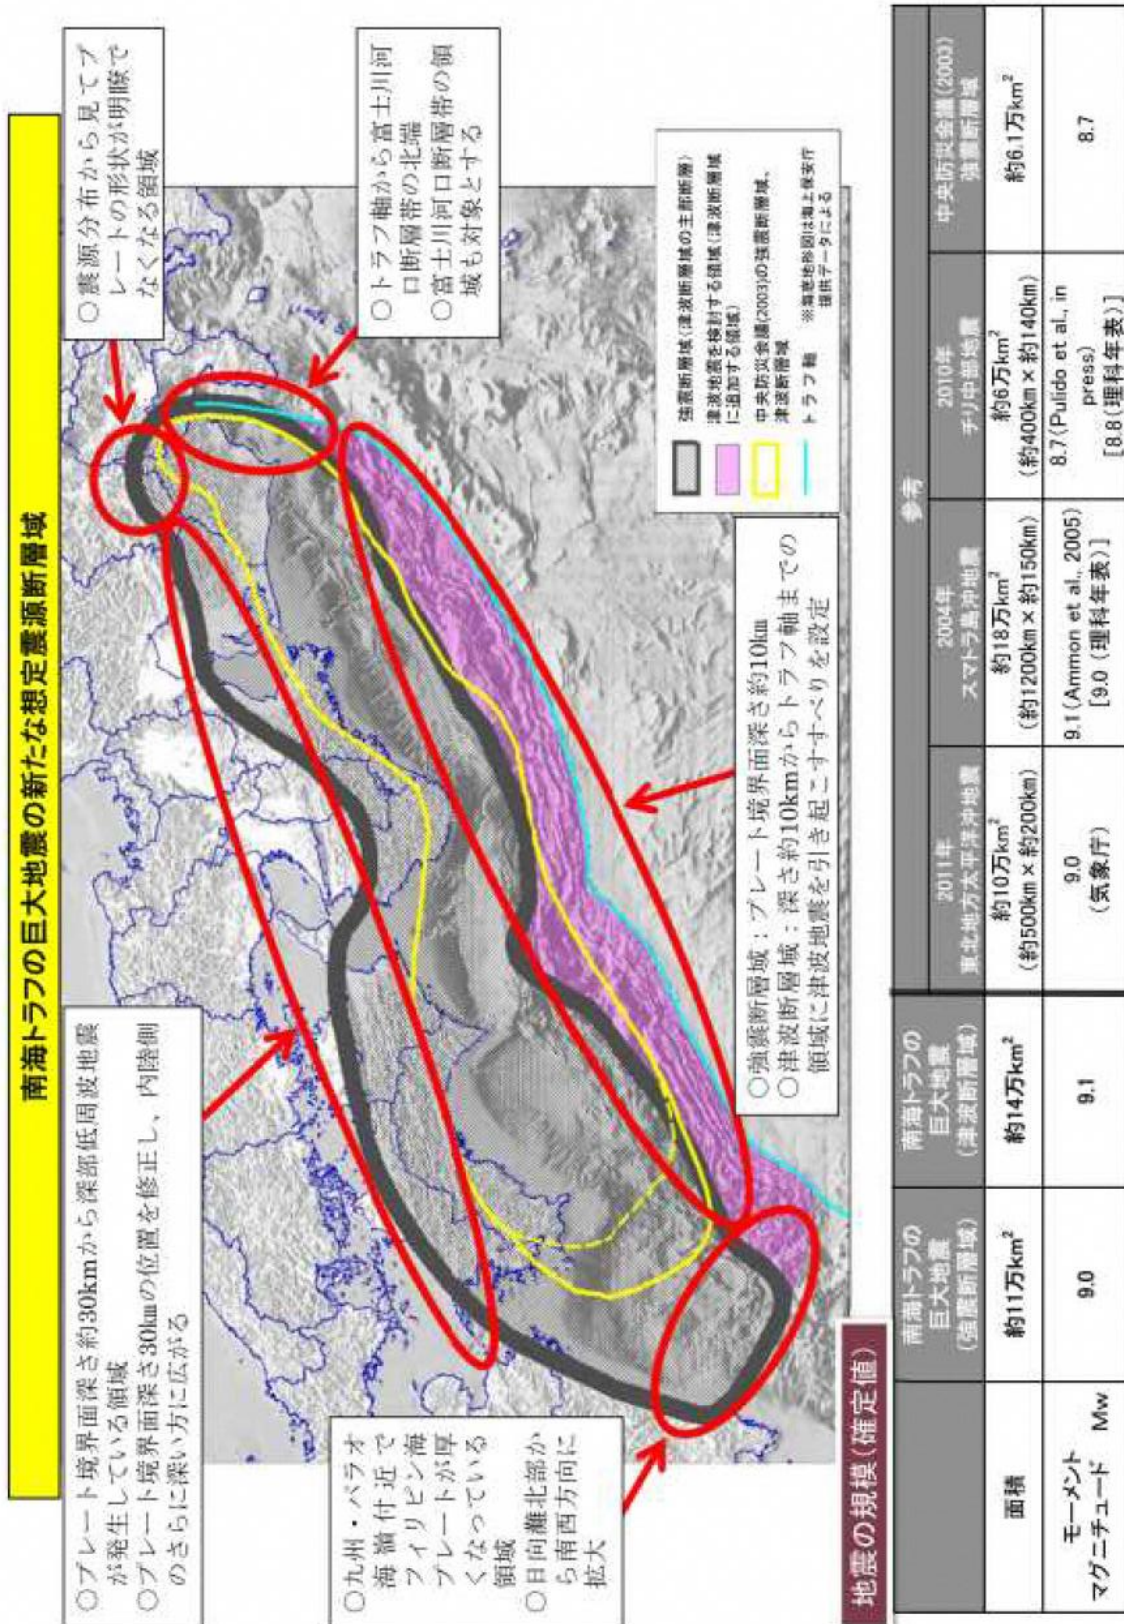 南海トラフの巨大地震の新たな想定震源断層域
○プレート境界面深さ約30kmから深部低周波地震
が発生している領域
○プレート境界面深さ30㎞の位置を修正し、内陸側
のさらに深い方に広がる
○震源分布から見てプ
レートの形状が明瞭で
なくなる領域
○トラフ軸から富士川河
口断層帯の北端
○富士川河口断層帯の領
域も対象とする
○九州・パラオ
海嶺付近で
フィリピン海
プレートが厚
くなっている
領域
○日向灘北部か
ら南西方向に
拡大
○強震断層域：プレート境界面深さ約10km
○津波断層域：深さ約10kmからトラフ軸までの
領域に津波地震を引き起こすすべりを設定
強震断層域(津波断層域の主部断層)
津波地震を検討する領域(津波断層域
に追加する領域)
中央防災会議(2003)の強震断層域、
津波断層域
トラフ軸
※海底地形図は海上保安庁
提供データによる
地震の規模(確定値)
南海トラフの
巨大地震
(強震断層域)
南海トラフの
巨大地震
(津波断層域)
参考
2011年
東北地方太平洋沖地震
2004年
スマトラ島沖地震
2010年
チリ中部地震
中央防災会議(2003)
強震断層域
面積
約11万km²
約14万km²
約10万km²
(約500km×約200km)
約18万km²
(約1200km×約150km)
約6万km²
(約400km×約140km)
約6.1万km²
モーメント
マグニチュード Mw
9.0
9.1
9.0
(気象庁)
9.1(Ammon et al., 2005)
[9.0 (理科年表)]
8.7(Pulido et al., in
press)
[8.8(理科年表)]
8.7